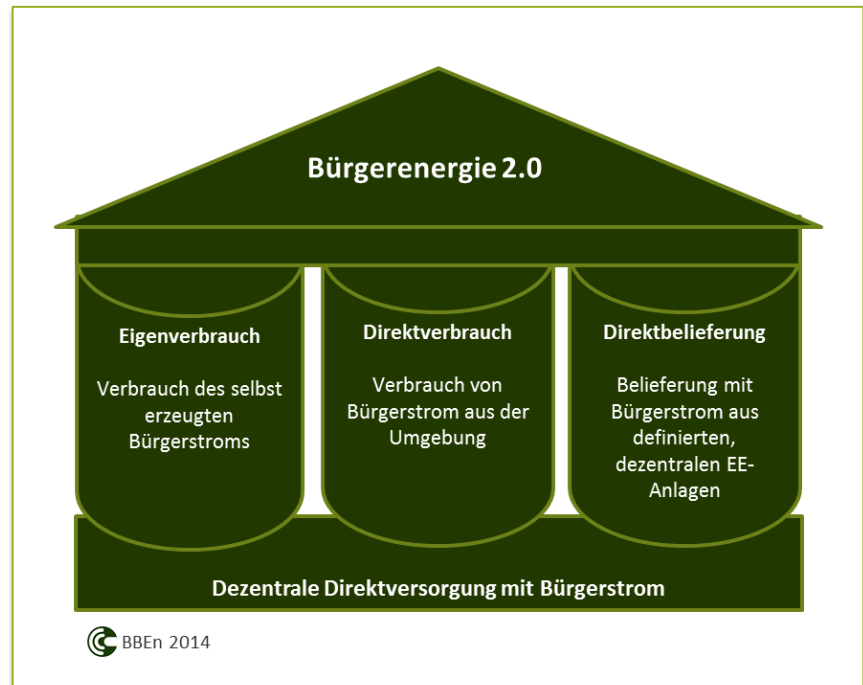 Bürgerenergie 2.0
Eigenverbrauch
Verbrauch des selbst
erzeugten
Bürgerstroms
Direktverbrauch
Verbrauch von
Bürgerstrom aus der
Umgebung
Direktbelieferung
Belieferung mit
Bürgerstrom aus
definierten,
dezentralen EE-
Anlagen
Dezentrale Direktversorgung mit Bürgerstrom
BBEn 2014